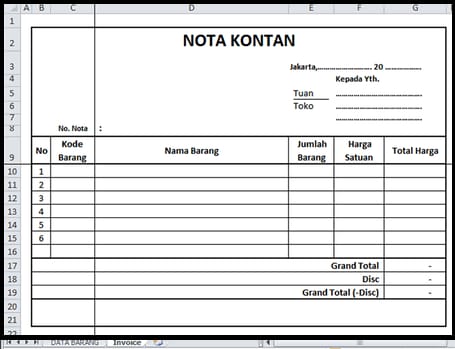 A B C D E F G
1
2 NOTA KONTAN
3 Jakarta,........................... 20 ..................
4 Kepada Yth.
5 Tuan ...........................................
6 Toko ...........................................
7 ...........................................
8 No. Nota :
9 No Kode Barang Nama Barang Jumlah Barang Harga Satuan Total Harga
10 1
11 2
12 3
13 4
14 5
15 6
16
17 Grand Total -
18 Disc -
19 Grand Total (-Disc) -
20
21
22
DATA BARANG Invoice